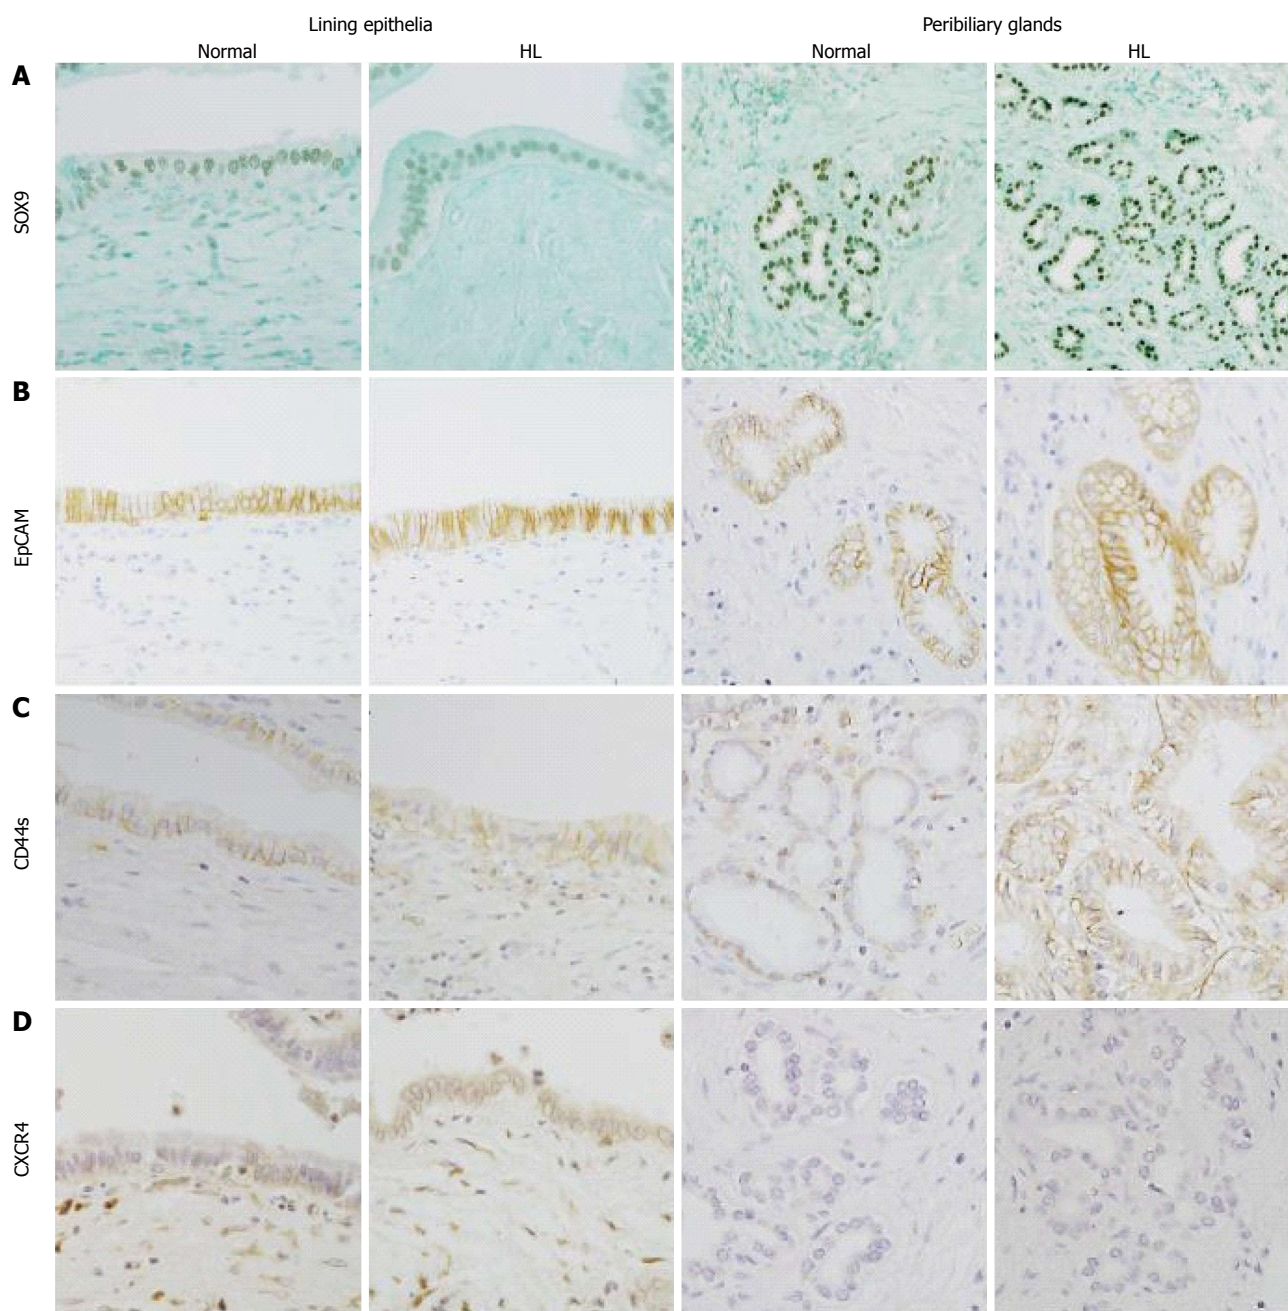 Lining epithelia
Peribiliary glands
Normal
HL
Normal
HL
A
SOX9
B
EpCAM
C
CD44s
D
CXCR4